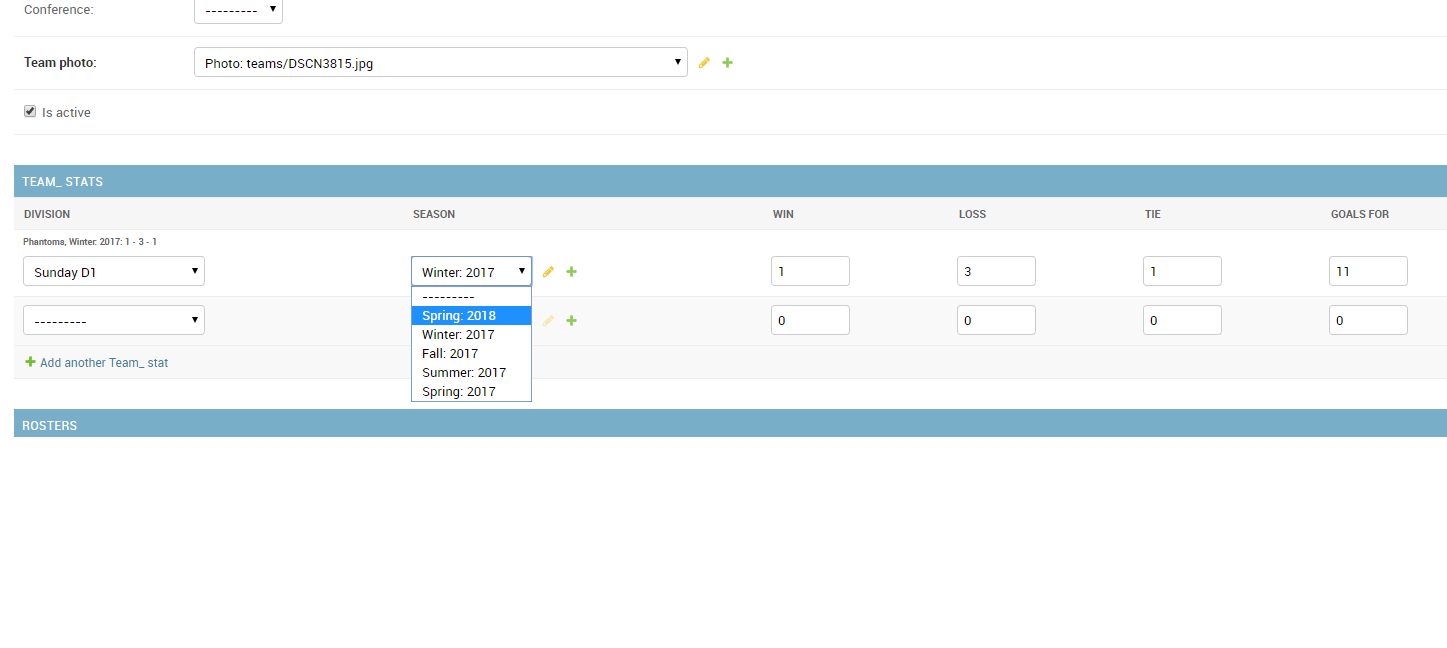 Conference: ---------
Team photo: Photo: teams/DSCN3815.jpg
Is active
TEAM_ STATS
DIVISION SEASON WIN LOSS TIE GOALS FOR
Phantoms, Winter: 2017: 1 - 3 - 1
Sunday D1 Winter: 2017 1 3 1 11
---------
Spring: 2018
--------- 0 0 0 0
Winter: 2017
Fall: 2017
Add another Team_ stat
Summer: 2017
Spring: 2017
ROSTERS